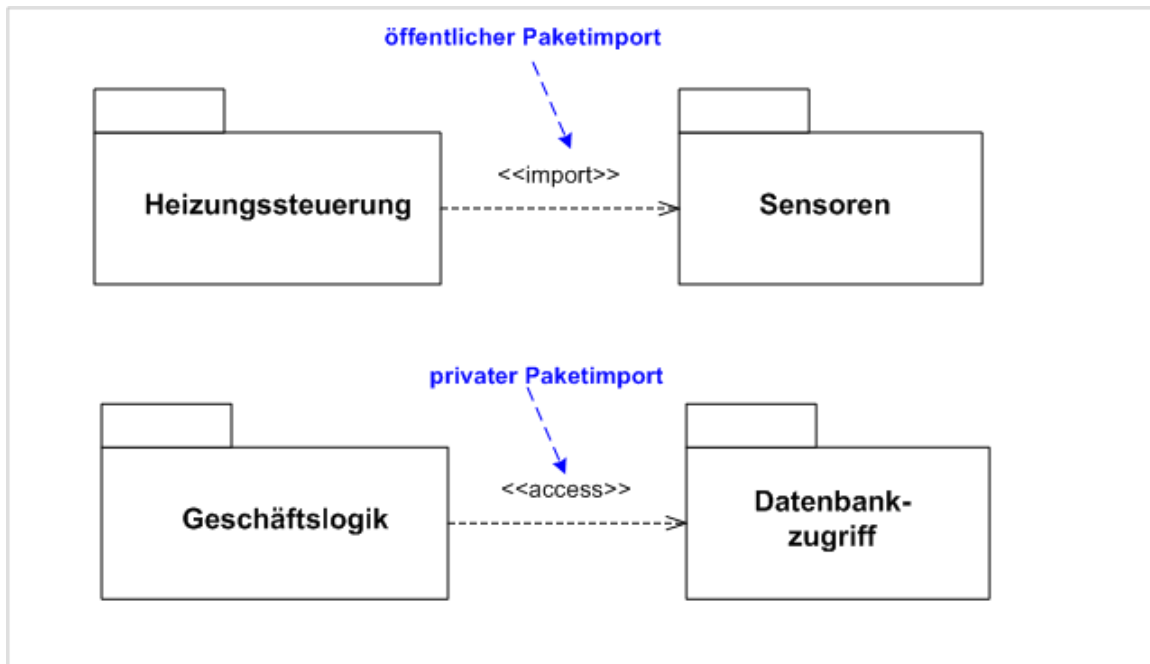 öffentlicher Paketimport
<<import>>
Heizungssteuerung
Sensoren
privater Paketimport
<<access>>
Geschäftslogik
Datenbank-
zugriff